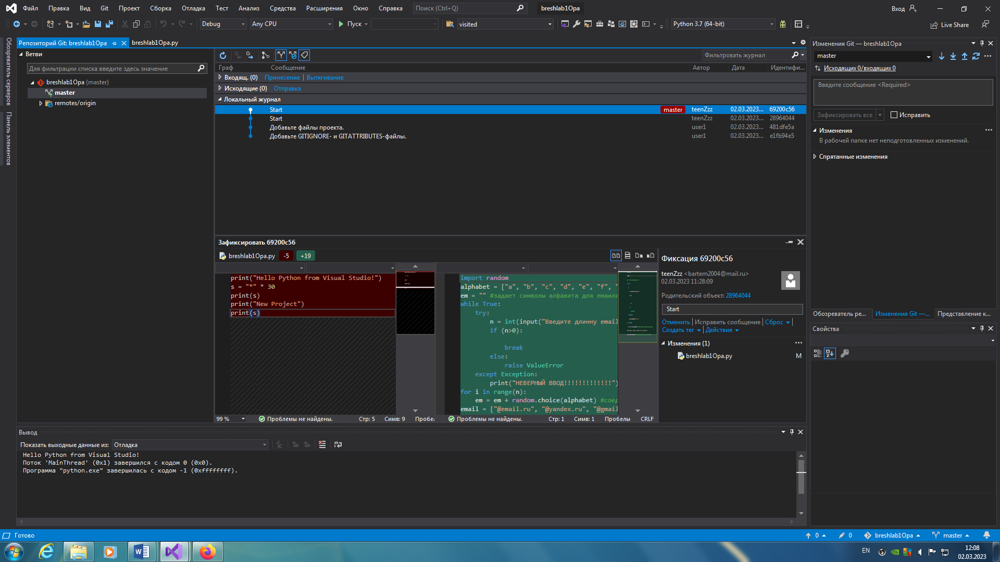 Файл Правка Вид Git Проект Сборка Отладка Тест Анализ Средства Расширения Окно Справка Поиск (Ctrl+Q) breshlab1Opa Вход
Debug Any CPU Пуск visited Python 3.7 (64-bit) Live Share
Обозреватель серверов
Панель элементов
Репозиторий Git: breshlab1Opa breshlab1Opa.py
Ветви
Для фильтрации списка введите здесь значение
breshlab1Opa (master)
master
remotes/origin
Фильтровать журнал
Граф Сообщение Автор Дата Идентифи...
Входящ. (0) Принесение | Вытягивание
Исходящие (0) Отправка
Локальный журнал
Start master teenZzz 02.03.2023... 69200c56
Start teenZzz 02.03.2023... 28964044
Добавьте файлы проекта. user1 02.03.2023... 481dfe5a
Добавьте GITIGNORE- и GITATTRIBUTES-файлы. user1 02.03.2023... e1fb94e5
Зафиксировать 69200c56
breshlab1Opa.py -5 +19
print("Hello Python from Visual Studio!")
s = "*" * 30
print(s)
print("New Project")
print(s)
99 % Проблемы не найдены. Стр: 5 Симв: 9 Пробел
import random
alphabet = ["a", "b", "c", "d", "e", "f", "
em = "" #задает символы алфавита для емаила
while True:
try:
n = int(input("Введите длинну email
if (n>0):
break
else:
raise ValueError
except Exception:
print("НЕВЕРНЫЙ ВВОД!!!!!!!!!!!!!")
for i in range(n):
em = em + random.choice(alphabet) #соед
email = ["@email.ru", "@yandex.ru", "@gmail
Проблемы не найдены. Стр: 1 Симв: 1 Пробелы CRLF
Фиксация 69200c56
teenZzz <bartem2004@mail.ru>
02.03.2023 11:28:09
Родительский объект: 28964044
Start
Отменить | Исправить сообщение | Сброс |
Создать тег | Действия
Изменения (1)
breshlab1Opa.py M
Изменения Git — breshlab1Opa
master
Исходящих 0/входящих 0
Введите сообщение <Required>
Зафиксировать все Исправить
Изменения
В рабочей папке нет неподготовленных изменений.
Спрятанные изменения
Обозреватель ре... Изменения Git —... Представление к...
Свойства
Вывод
Показать выходные данные из: Отладка
Hello Python from Visual Studio!
Поток 'MainThread' (0x1) завершился с кодом 0 (0x0).
Программа "python.exe" завершилась с кодом -1 (0xffffffff).
Готово 0 0 breshlab1Opa master
EN 12:08
02.03.2023